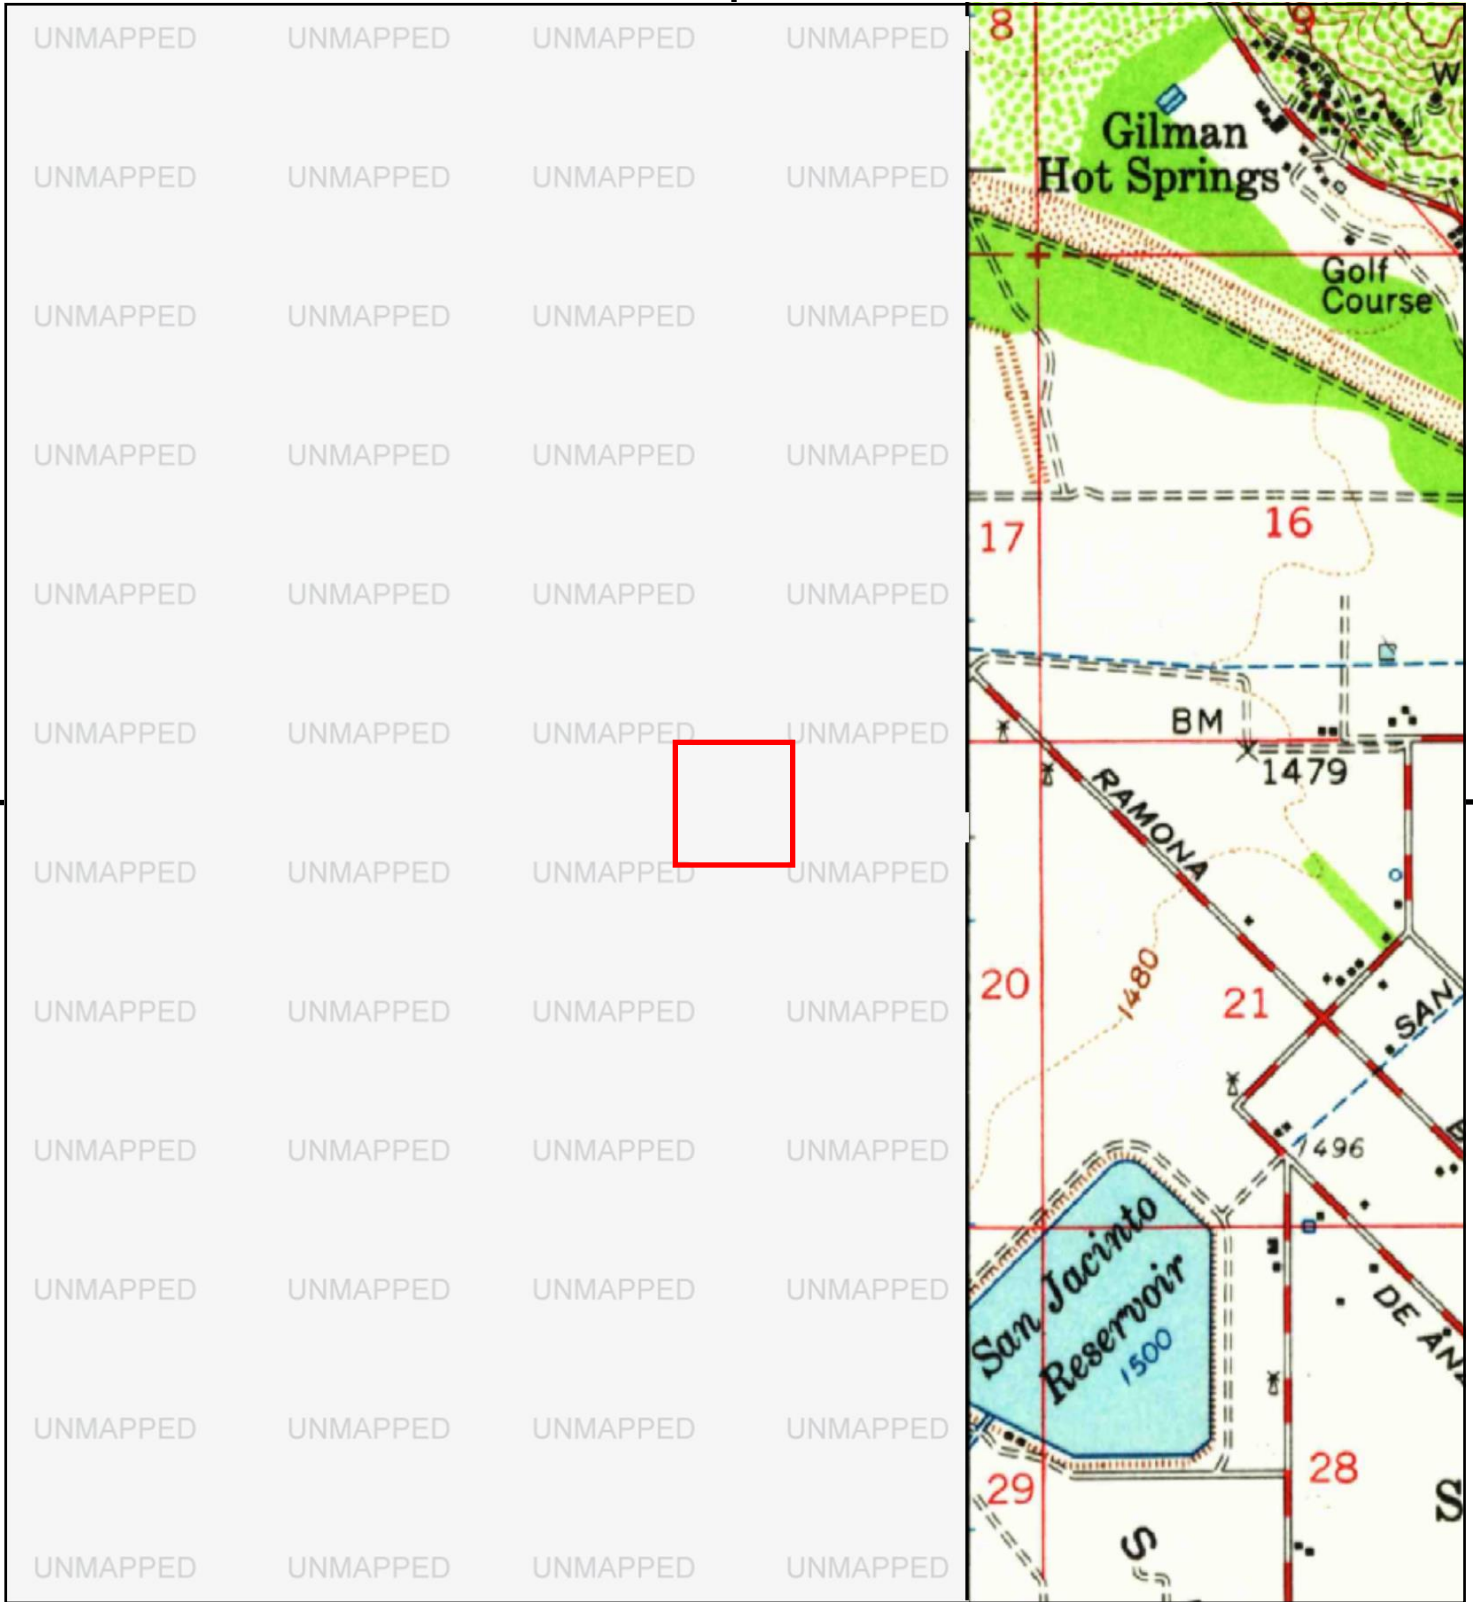 UNMAPPED UNMAPPED UNMAPPED UNMAPPED
8
9
W
Gilman
Hot Springs
UNMAPPED UNMAPPED UNMAPPED UNMAPPED
Golf
Course
UNMAPPED UNMAPPED UNMAPPED UNMAPPED
UNMAPPED UNMAPPED UNMAPPED UNMAPPED
17
16
UNMAPPED UNMAPPED UNMAPPED UNMAPPED
BM
1479
UNMAPPED UNMAPPED UNMAPPED UNMAPPED
RAMONA
UNMAPPED UNMAPPED UNMAPPED UNMAPPED
20
1480
21
SAN
UNMAPPED UNMAPPED UNMAPPED UNMAPPED
1496
UNMAPPED UNMAPPED UNMAPPED UNMAPPED
San Jacinto
Reservoir
1500
DE ANZ
UNMAPPED UNMAPPED UNMAPPED UNMAPPED
UNMAPPED UNMAPPED UNMAPPED UNMAPPED
29
28
S
S
UNMAPPED UNMAPPED UNMAPPED UNMAPPED